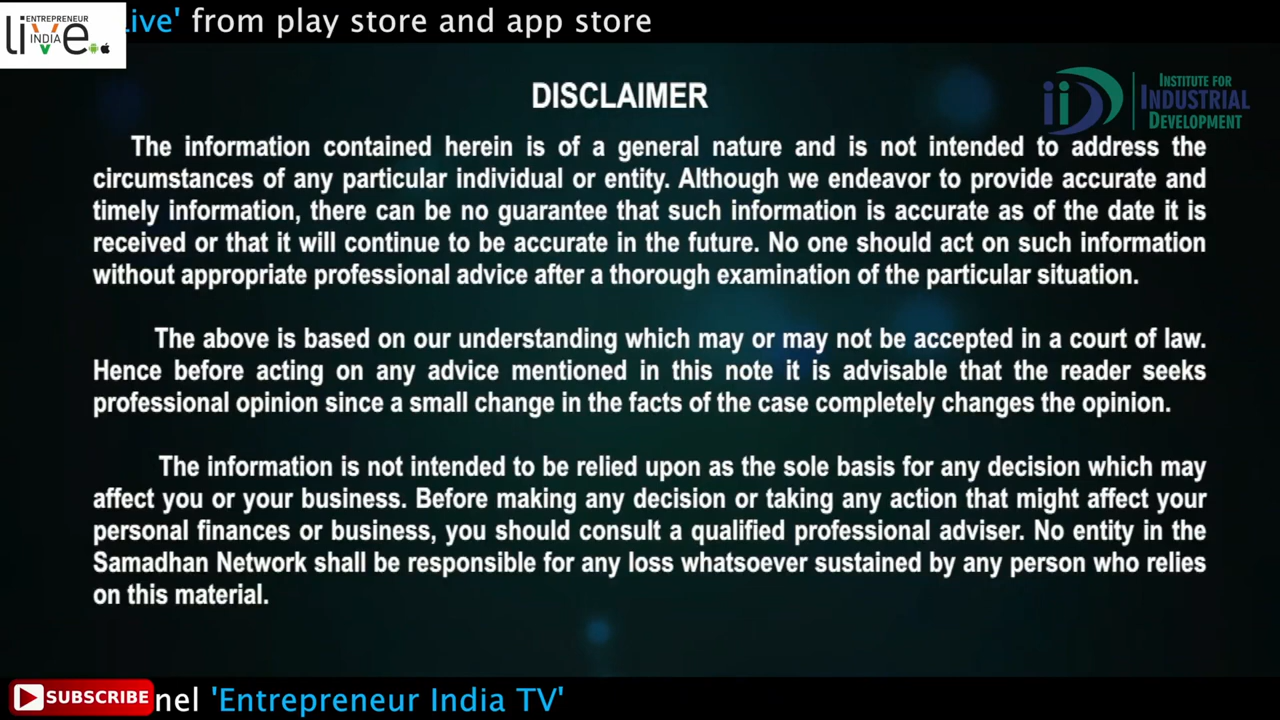 Live' from play store and app store
ENTREPRENEUR
INDIA
live
INSTITUTE FOR
INDUSTRIAL
DEVELOPMENT
iiD
DISCLAIMER
The information contained herein is of a general nature and is not intended to address the
circumstances of any particular individual or entity. Although we endeavor to provide accurate and
timely information, there can be no guarantee that such information is accurate as of the date it is
received or that it will continue to be accurate in the future. No one should act on such information
without appropriate professional advice after a thorough examination of the particular situation.
The above is based on our understanding which may or may not be accepted in a court of law.
Hence before acting on any advice mentioned in this note it is advisable that the reader seeks
professional opinion since a small change in the facts of the case completely changes the opinion.
The information is not intended to be relied upon as the sole basis for any decision which may
affect you or your business. Before making any decision or taking any action that might affect your
personal finances or business, you should consult a qualified professional adviser. No entity in the
Samadhan Network shall be responsible for any loss whatsoever sustained by any person who relies
on this material.
SUBSCRIBE
nel 'Entrepreneur India TV'